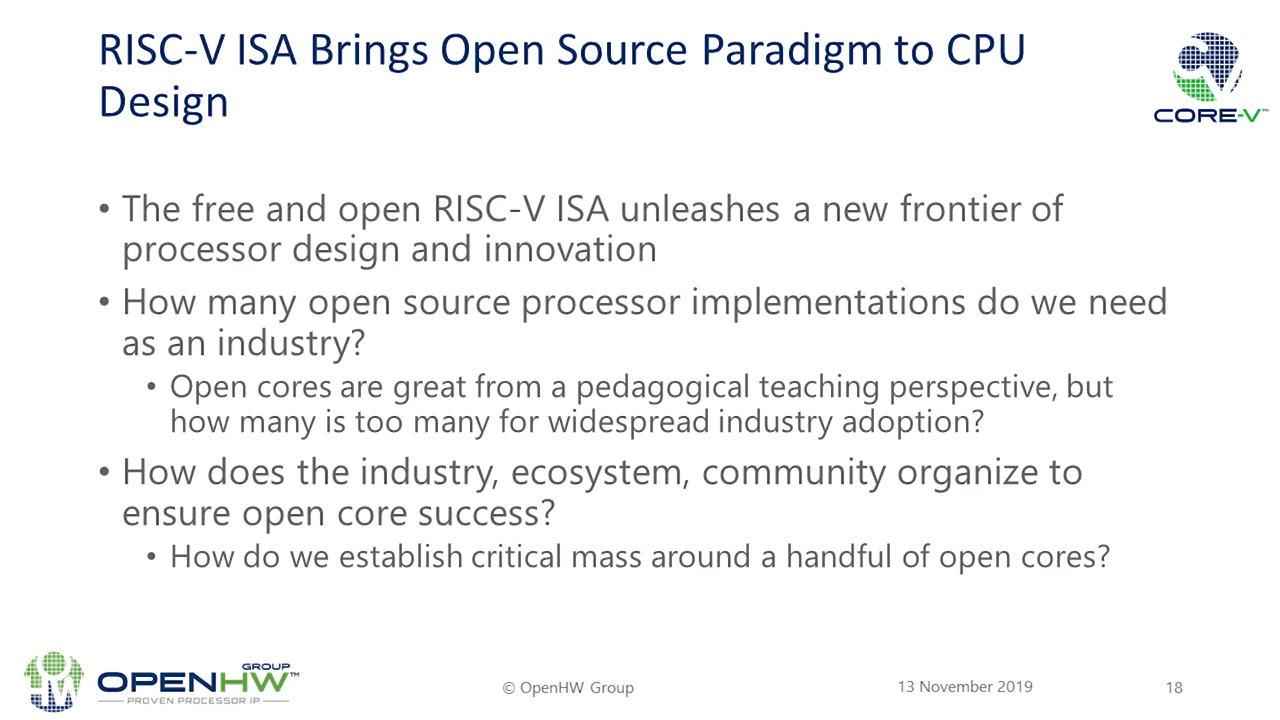 RISC-V ISA Brings Open Source Paradigm to CPU
Design
CORE-V™
• The free and open RISC-V ISA unleashes a new frontier of
processor design and innovation
• How many open source processor implementations do we need
as an industry?
• Open cores are great from a pedagogical teaching perspective, but
how many is too many for widespread industry adoption?
• How does the industry, ecosystem, community organize to
ensure open core success?
• How do we establish critical mass around a handful of open cores?
GROUP
OPENHW™
PROVEN PROCESSOR IP
© OpenHW Group
13 November 2019
18